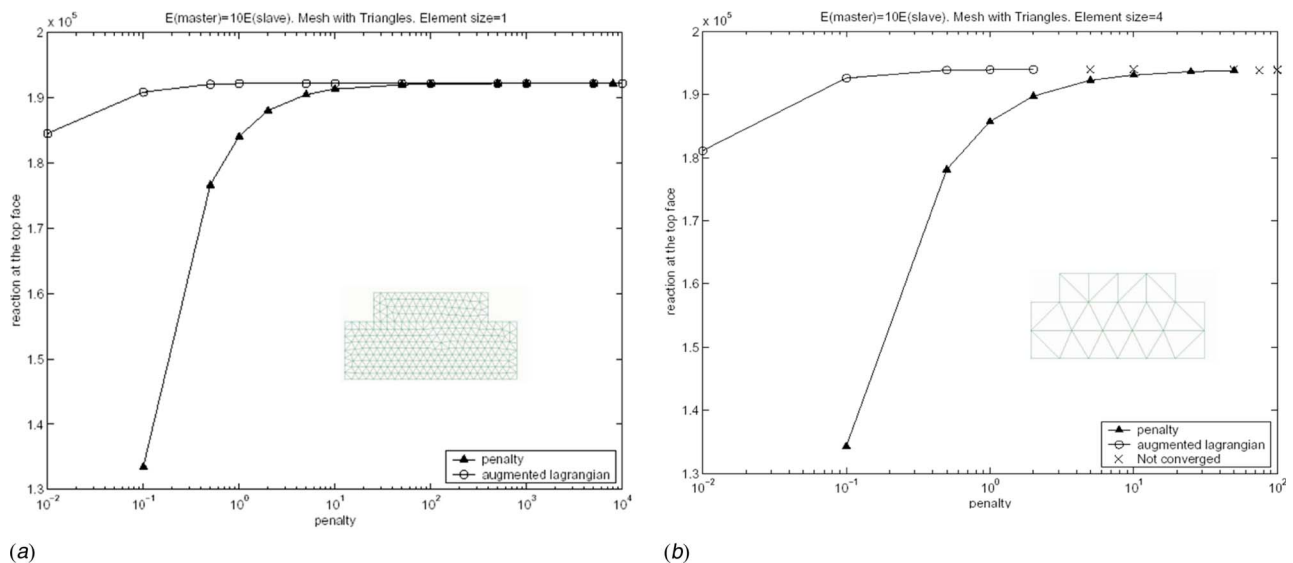 E(master)=10E(slave). Mesh with Triangles. Element size=1
x 10^5
2
1.9
1.8
1.7
1.6
1.5
1.4
1.3
reaction at the top face
penalty
augmented lagrangian
10^-2 10^-1 10^0 10^1 10^2 10^3 10^4
penalty
(a)
E(master)=10E(slave). Mesh with Triangles. Element size=4
x 10^5
2
1.9
1.8
1.7
1.6
1.5
1.4
1.3
reaction at the top face
penalty
augmented lagrangian
Not converged
10^-2 10^-1 10^0 10^1 10^2
penalty
(b)